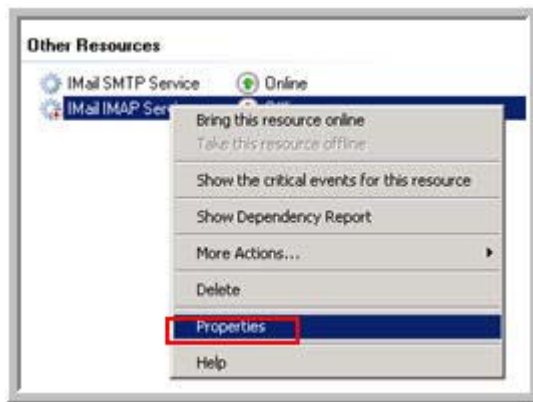 Other Resources
IMail SMTP Service Online
IMail IMAP
Bring this resource online
Take this resource offline
Show the critical events for this resource
Show Dependency Report
More Actions...
Delete
Properties
Help